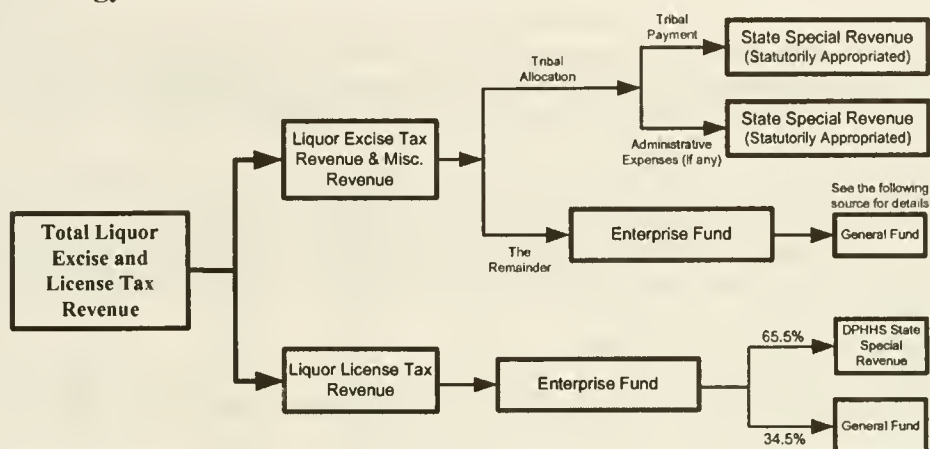 Tribal
Payment
State Special Revenue
(Statutorily Appropriated)
Tribal
Allocation
Liquor Excise Tax
Revenue & Misc.
Revenue
State Special Revenue
(Statutorily Appropriated)
Administrative
Expenses (If any)
See the following
source for details
Total Liquor
Excise and
License Tax
Revenue
The
Remainder
Enterprise Fund
General Fund
Liquor License Tax
Revenue
Enterprise Fund
65.5%
DPHHS State
Special
Revenue
34.5%
General Fund